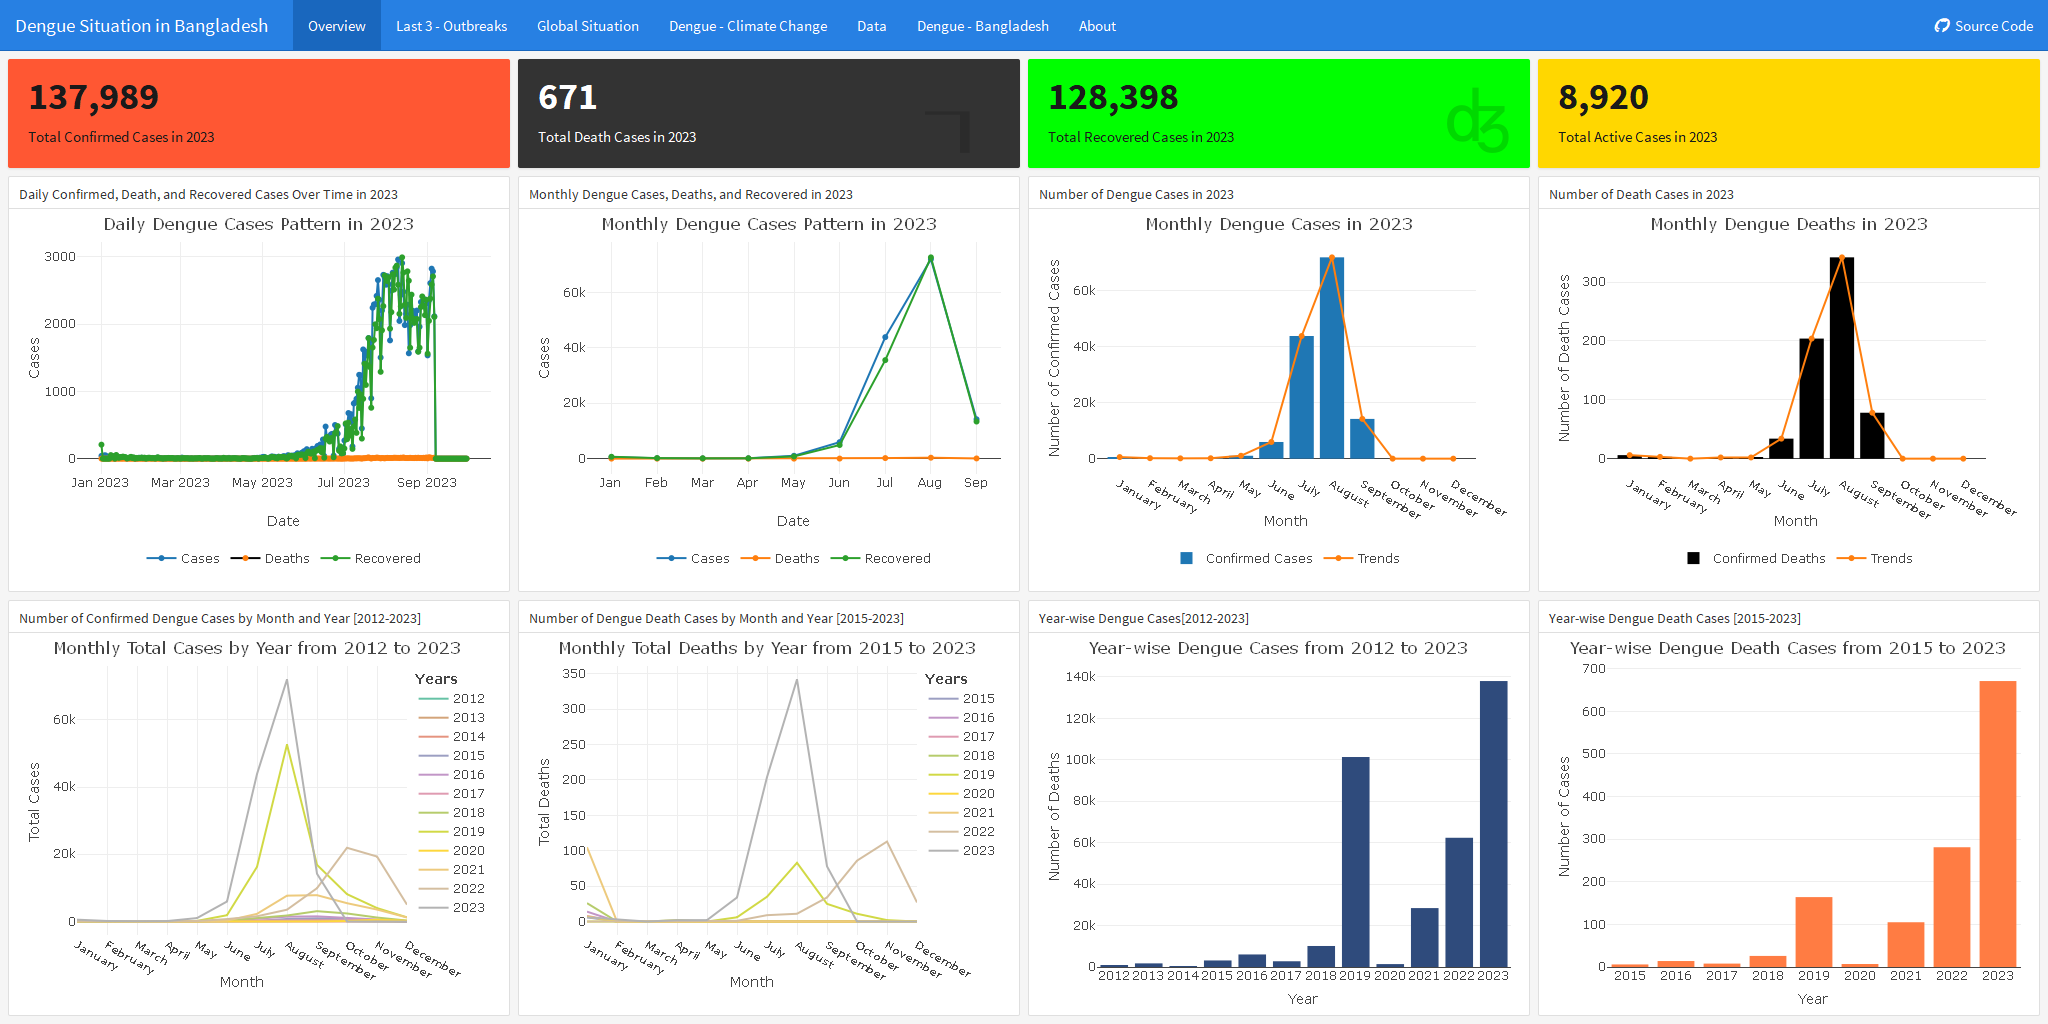 Dengue Situation in Bangladesh
Overview
Last 3 - Outbreaks
Global Situation
Dengue - Climate Change
Data
Dengue - Bangladesh
About
Source Code
137,989
Total Confirmed Cases in 2023
671
Total Death Cases in 2023
128,398
Total Recovered Cases in 2023
ʤ
8,920
Total Active Cases in 2023
Daily Confirmed, Death, and Recovered Cases Over Time in 2023
Daily Dengue Cases Pattern in 2023
Cases
3000
2000
1000
0
Jan 2023 Mar 2023 May 2023 Jul 2023 Sep 2023
Date
Cases Deaths Recovered
Monthly Dengue Cases, Deaths, and Recovered in 2023
Monthly Dengue Cases Pattern in 2023
Cases
60k
40k
20k
0
Jan Feb Mar Apr May Jun Jul Aug Sep
Date
Cases Deaths Recovered
Number of Dengue Cases in 2023
Monthly Dengue Cases in 2023
Number of Confirmed Cases
60k
40k
20k
0
January February March April May June July August September October November December
Month
Confirmed Cases Trends
Number of Death Cases in 2023
Monthly Dengue Deaths in 2023
Number of Death Cases
300
200
100
0
January February March April May June July August September October November December
Month
Confirmed Deaths Trends
Number of Confirmed Dengue Cases by Month and Year [2012-2023]
Monthly Total Cases by Year from 2012 to 2023
Total Cases
60k
40k
20k
0
January February March April May June July August September October November December
Month
Years
2012
2013
2014
2015
2016
2017
2018
2019
2020
2021
2022
2023
Number of Dengue Death Cases by Month and Year [2015-2023]
Monthly Total Deaths by Year from 2015 to 2023
Total Deaths
350
300
250
200
150
100
50
0
January February March April May June July August September October November December
Month
Years
2015
2016
2017
2018
2019
2020
2021
2022
2023
Year-wise Dengue Cases[2012-2023]
Year-wise Dengue Cases from 2012 to 2023
Number of Deaths
140k
120k
100k
80k
60k
40k
20k
0
2012 2013 2014 2015 2016 2017 2018 2019 2020 2021 2022 2023
Year
Year-wise Dengue Death Cases [2015-2023]
Year-wise Dengue Death Cases from 2015 to 2023
Number of Cases
700
600
500
400
300
200
100
0
2015 2016 2017 2018 2019 2020 2021 2022 2023
Year